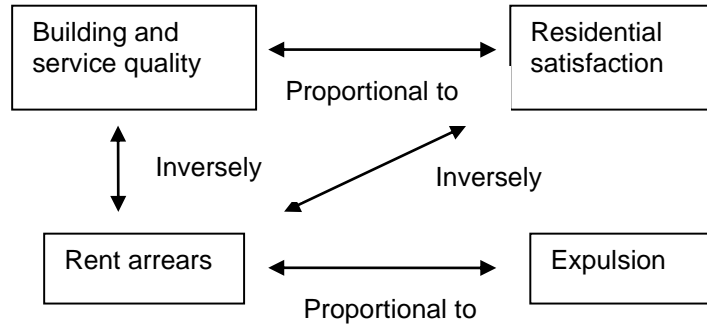 Building and
service quality
Residential
satisfaction
Proportional to
Inversely
Inversely
Rent arrears
Expulsion
Proportional to